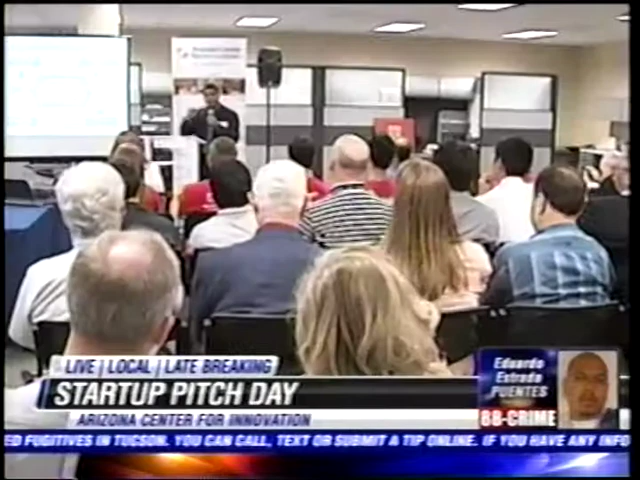 LIVE | LOCAL | LATE BREAKING
STARTUP PITCH DAY
ARIZONA CENTER FOR INNOVATION
Eduardo
Estrada
PUENTES
88-CRIME
ED FUGITIVES IN TUCSON. YOU CAN CALL, TEXT OR SUBMIT A TIP ONLINE. IF YOU HAVE ANY INFO